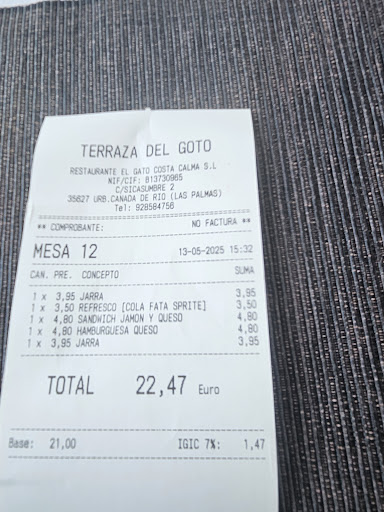 TERRAZA DEL GOTO
RESTAURANTE EL GATO COSTA CALMA S.L
NIF/CIF: B13730965
C/SICASUMBRE 2
35627 URB.CANADA DE RIO (LAS PALMAS)
Tel: 928584756
** COMPROBANTE: NO FACTURA **
MESA 12 13-05-2025 15:32
CAN. PRE. CONCEPTO SUMA
1 x 3,95 JARRA 3,95
1 x 3,50 REFRESCO [COLA FATA SPRITE] 3,50
1 x 4,80 SANDWICH JAMON Y QUESO 4,80
1 x 4,80 HAMBURGUESA QUESO 4,80
1 x 3,95 JARRA 3,95
TOTAL 22,47 Euro
Base: 21,00 IGIC 7%: 1,47